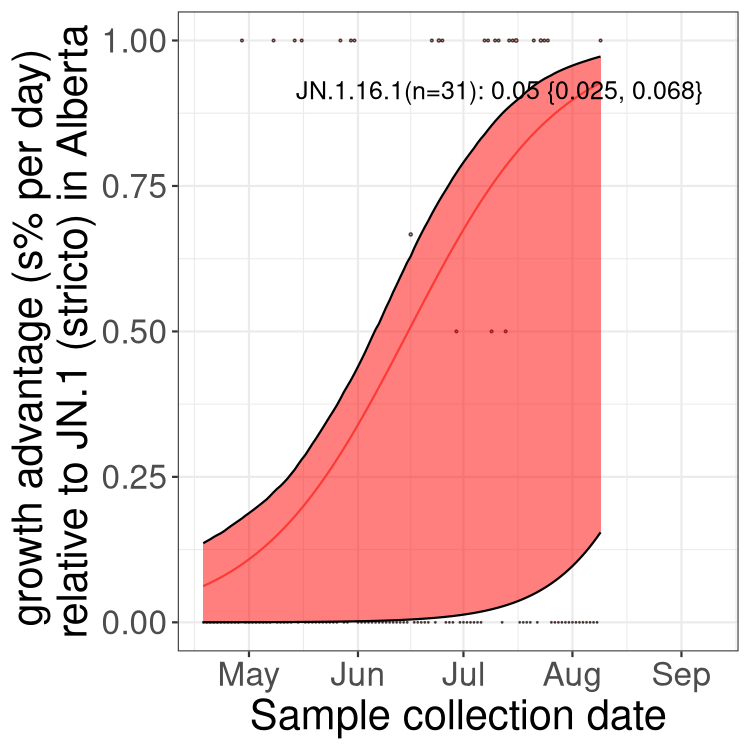 growth advantage (s% per day)
relative to JN.1 (stricto) in Alberta
1.00
0.75
0.50
0.25
0.00
JN.1.16.1(n=31): 0.05 {0.025, 0.068}
May Jun Jul Aug Sep
Sample collection date